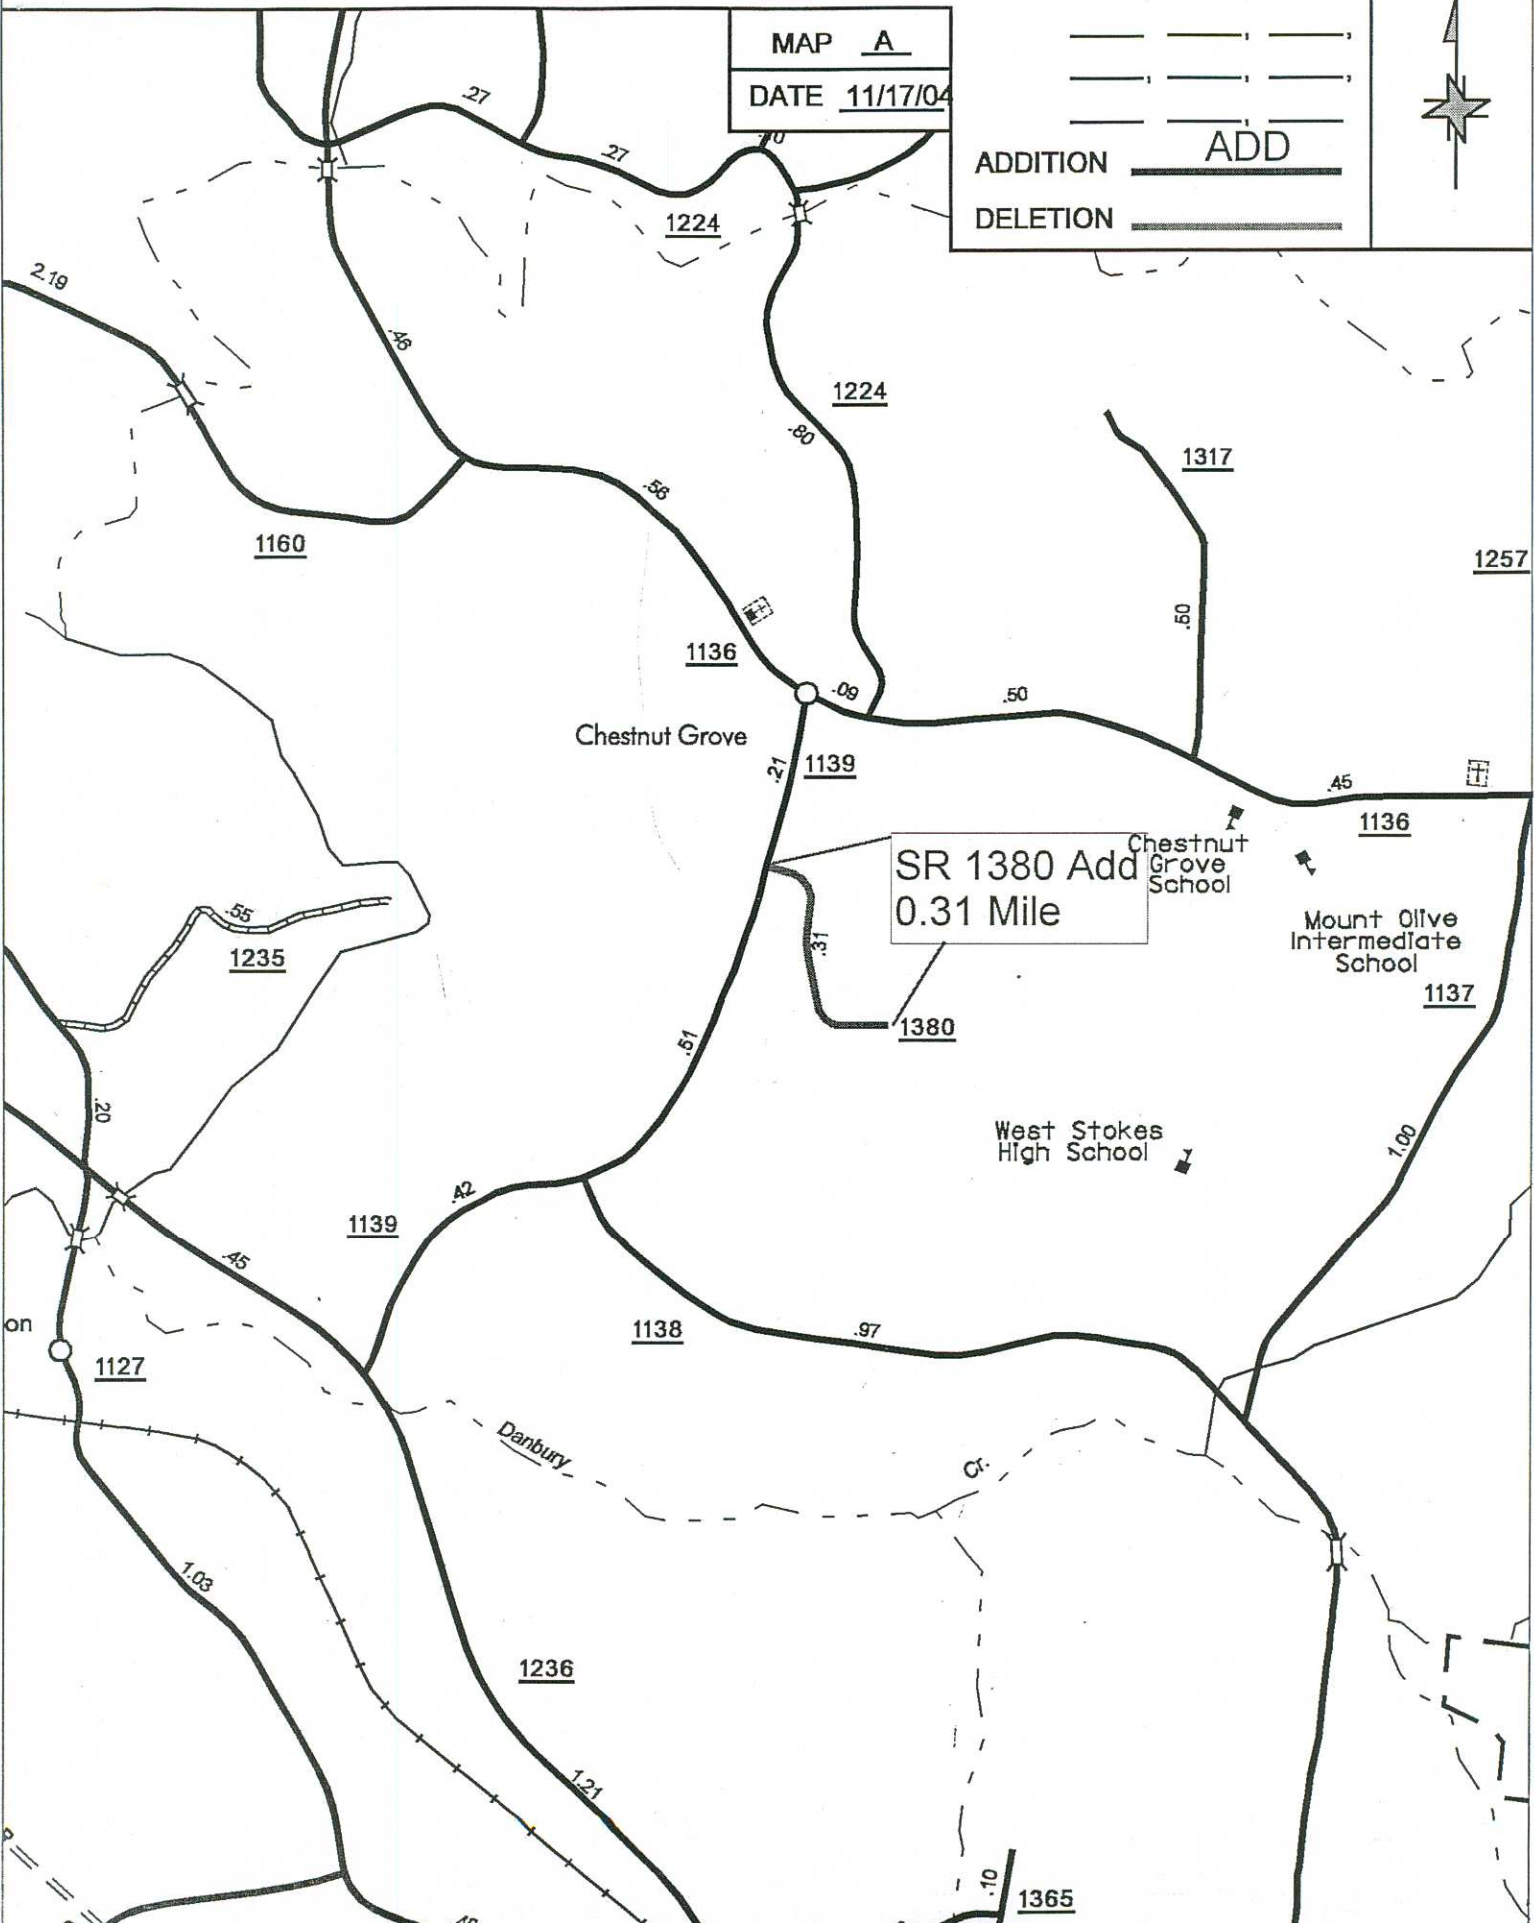 MAP A
DATE 11/17/04
ADDITION ADD
DELETION
.27
.27
1224
2.19
.46
1224
.80
1317
.56
1160
1257
.60
1136
.09
.50
Chestnut Grove
.21
1139
.45
1136
SR 1380 Add
0.31 Mile
Chestnut
Grove
School
Mount Olive
Intermediate
School
.55
1235
.31
1137
1380
.51
.20
West Stokes
High School
1.00
.42
1139
.45
on
1138
.97
1127
Danbury
Cr.
1.03
1236
1.21
.10
1365